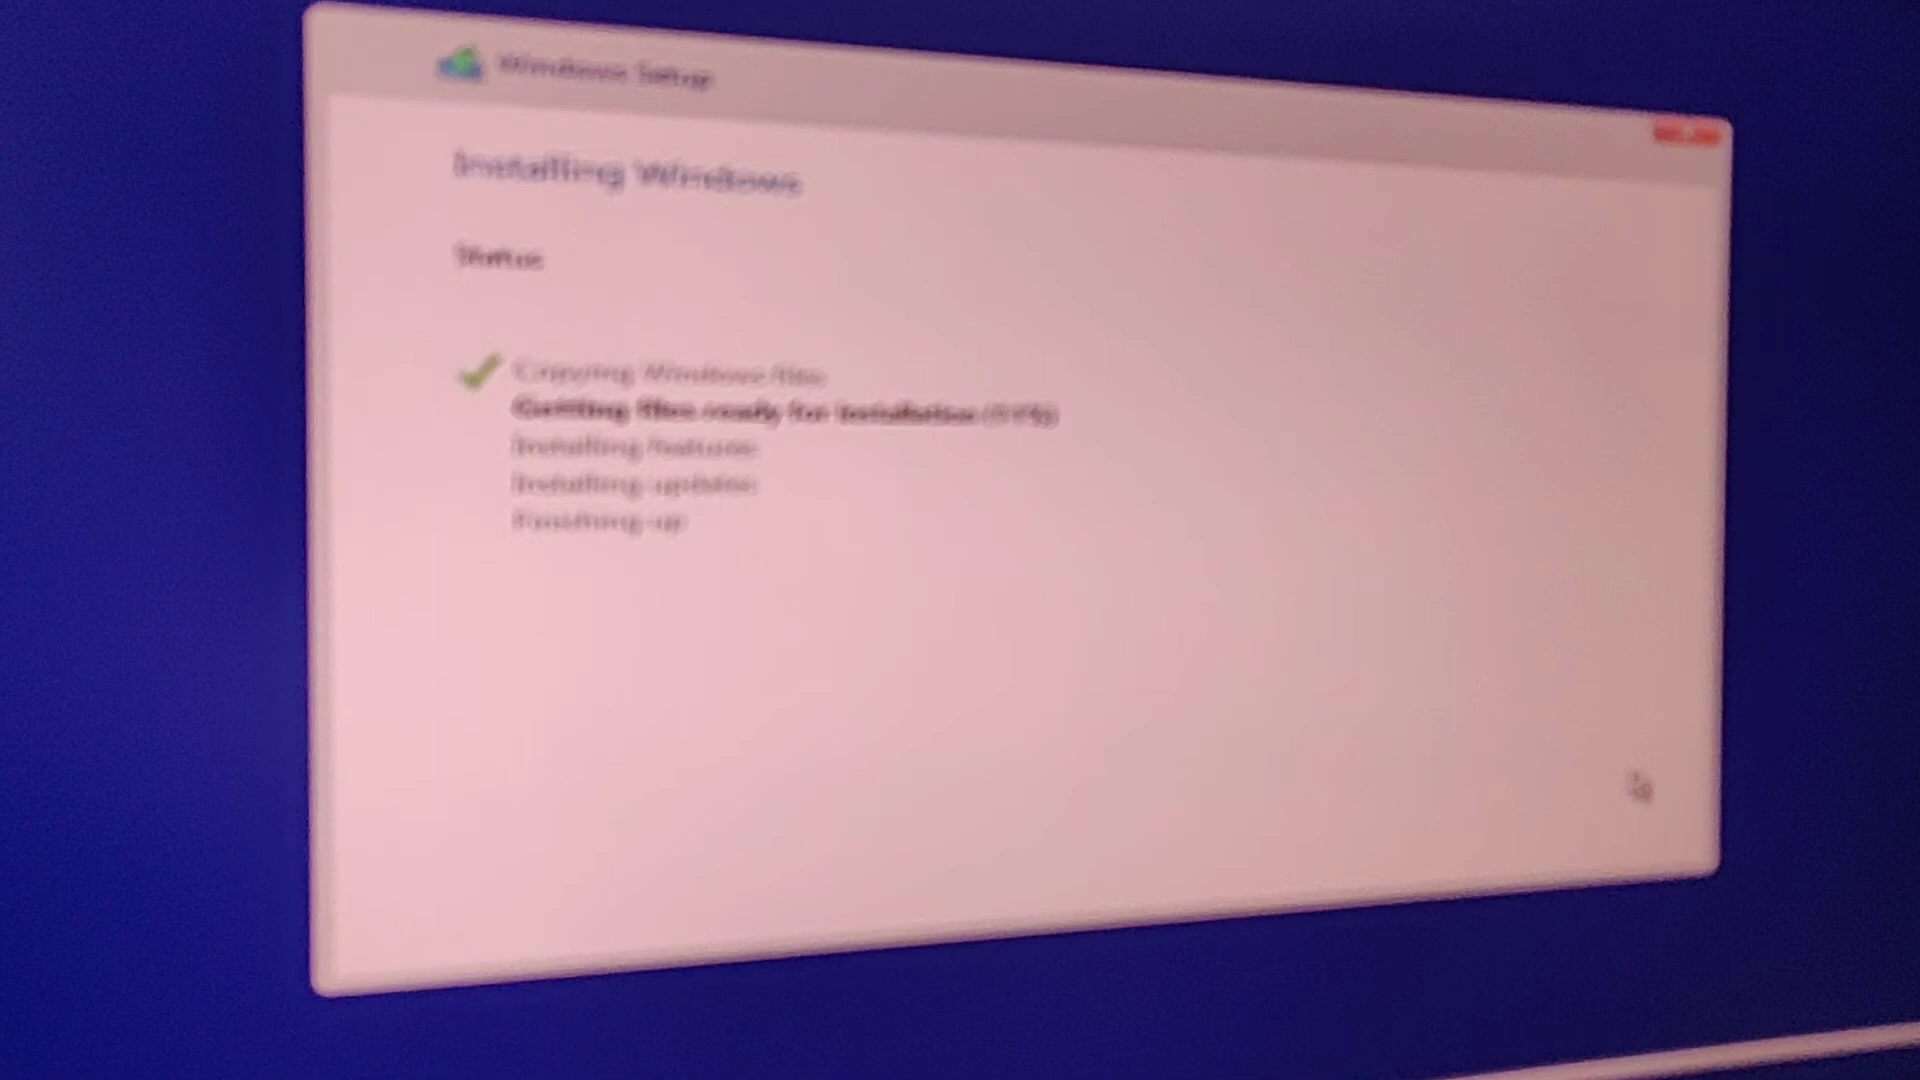 Windows Setup
Installing Windows
Status
Copying Windows files
Getting files ready for installation
Installing features
Installing updates
Finishing up